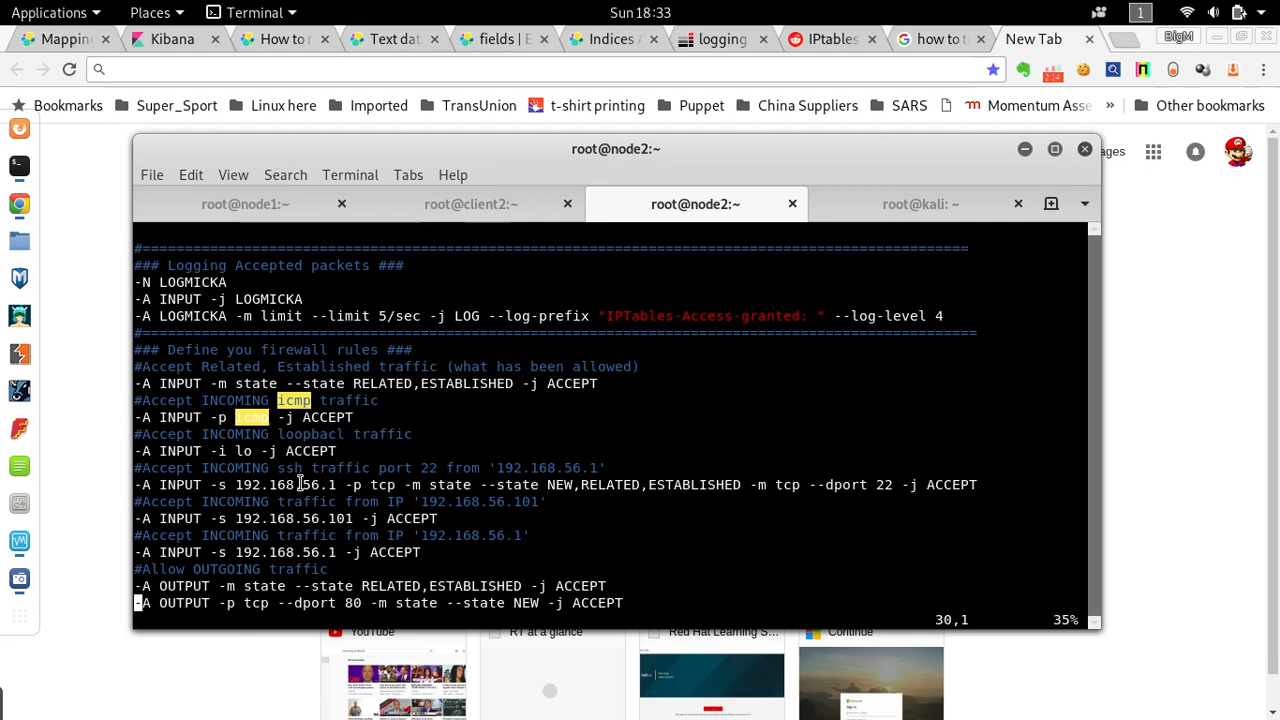 Applications Places Terminal Sun 18:33 1
Mappin Kibana How to r Text dat fields | E Indices A logging IPtables how to t New Tab BigM
2:04
Bookmarks Super_Sport Linux here Imported TransUnion t-shirt printing Puppet China Suppliers SARS Momentum Asse » Other bookmarks
ages
root@node2:~
File Edit View Search Terminal Tabs Help
root@node1:~ root@client2:~ root@node2:~ root@kali: ~
#==================================================================================================
### Logging Accepted packets ###
-N LOGMICKA
-A INPUT -j LOGMICKA
-A LOGMICKA -m limit --limit 5/sec -j LOG --log-prefix "IPTables-Access-granted: " --log-level 4
#===================================================================================================
### Define you firewall rules ###
#Accept Related, Established traffic (what has been allowed)
-A INPUT -m state --state RELATED,ESTABLISHED -j ACCEPT
#Accept INCOMING icmp traffic
-A INPUT -p icmp -j ACCEPT
#Accept INCOMING loopbacl traffic
-A INPUT -i lo -j ACCEPT
#Accept INCOMING ssh traffic port 22 from '192.168.56.1'
-A INPUT -s 192.168.56.1 -p tcp -m state --state NEW,RELATED,ESTABLISHED -m tcp --dport 22 -j ACCEPT
#Accept INCOMING traffic from IP '192.168.56.101'
-A INPUT -s 192.168.56.101 -j ACCEPT
#Accept INCOMING traffic from IP '192.168.56.1'
-A INPUT -s 192.168.56.1 -j ACCEPT
#Allow OUTGOING traffic
-A OUTPUT -m state --state RELATED,ESTABLISHED -j ACCEPT
-A OUTPUT -p tcp --dport 80 -m state --state NEW -j ACCEPT
30,1 35%
YouTube RT at a glance Red Hat Learning S... Continue